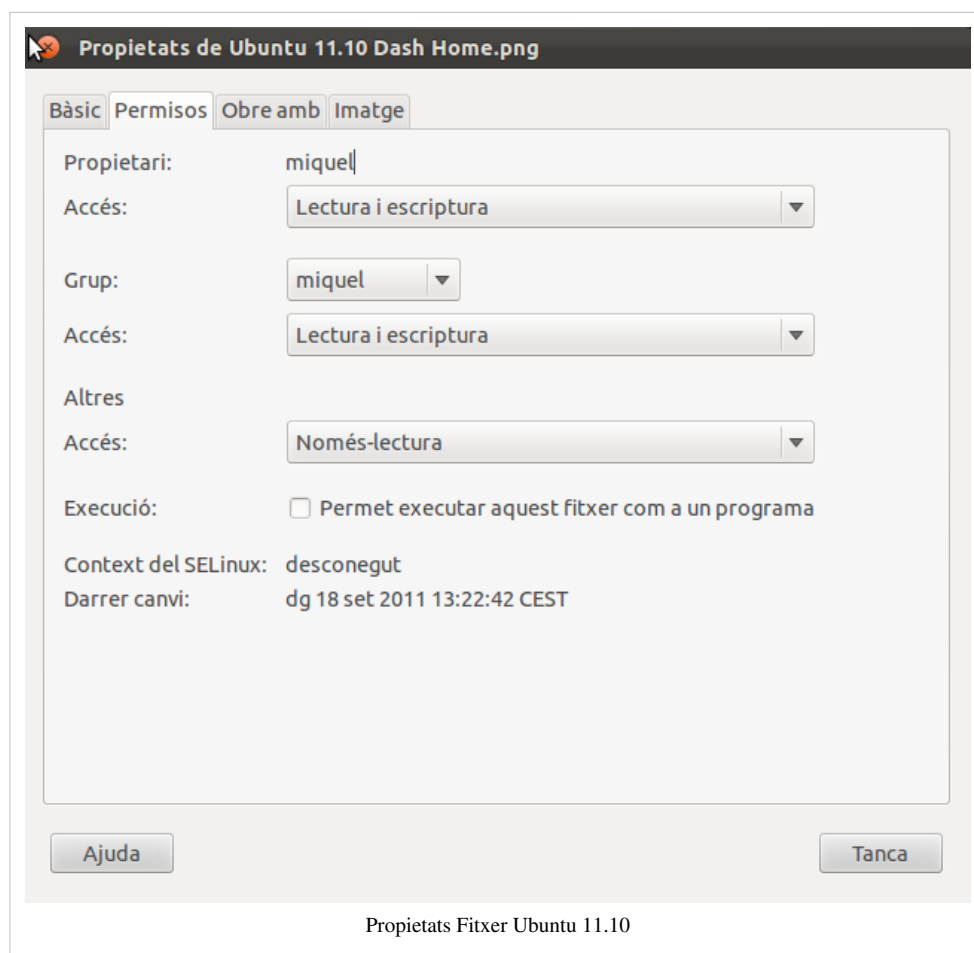 Propietats de Ubuntu 11.10 Dash Home.png
Bàsic Permisos Obre amb Imatge
Propietari: miquel
Accés: Lectura i escriptura
Grup: miquel
Accés: Lectura i escriptura
Altres
Accés: Només-lectura
Execució: Permet executar aquest fitxer com a un programa
Context del SELinux: desconegut
Darrer canvi: dg 18 set 2011 13:22:42 CEST
Ajuda Tanca
Propietats Fitxer Ubuntu 11.10